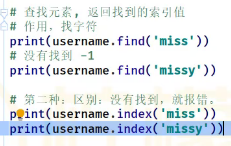 # 查找元素，返回找到的索引值
# 作用，找字符
print(username.find('miss'))
# 没有找到 -1
print(username.find('missy'))
# 第二种：区别：没有找到，就报错。
print(username.index('miss'))
print(username.index('missy'))